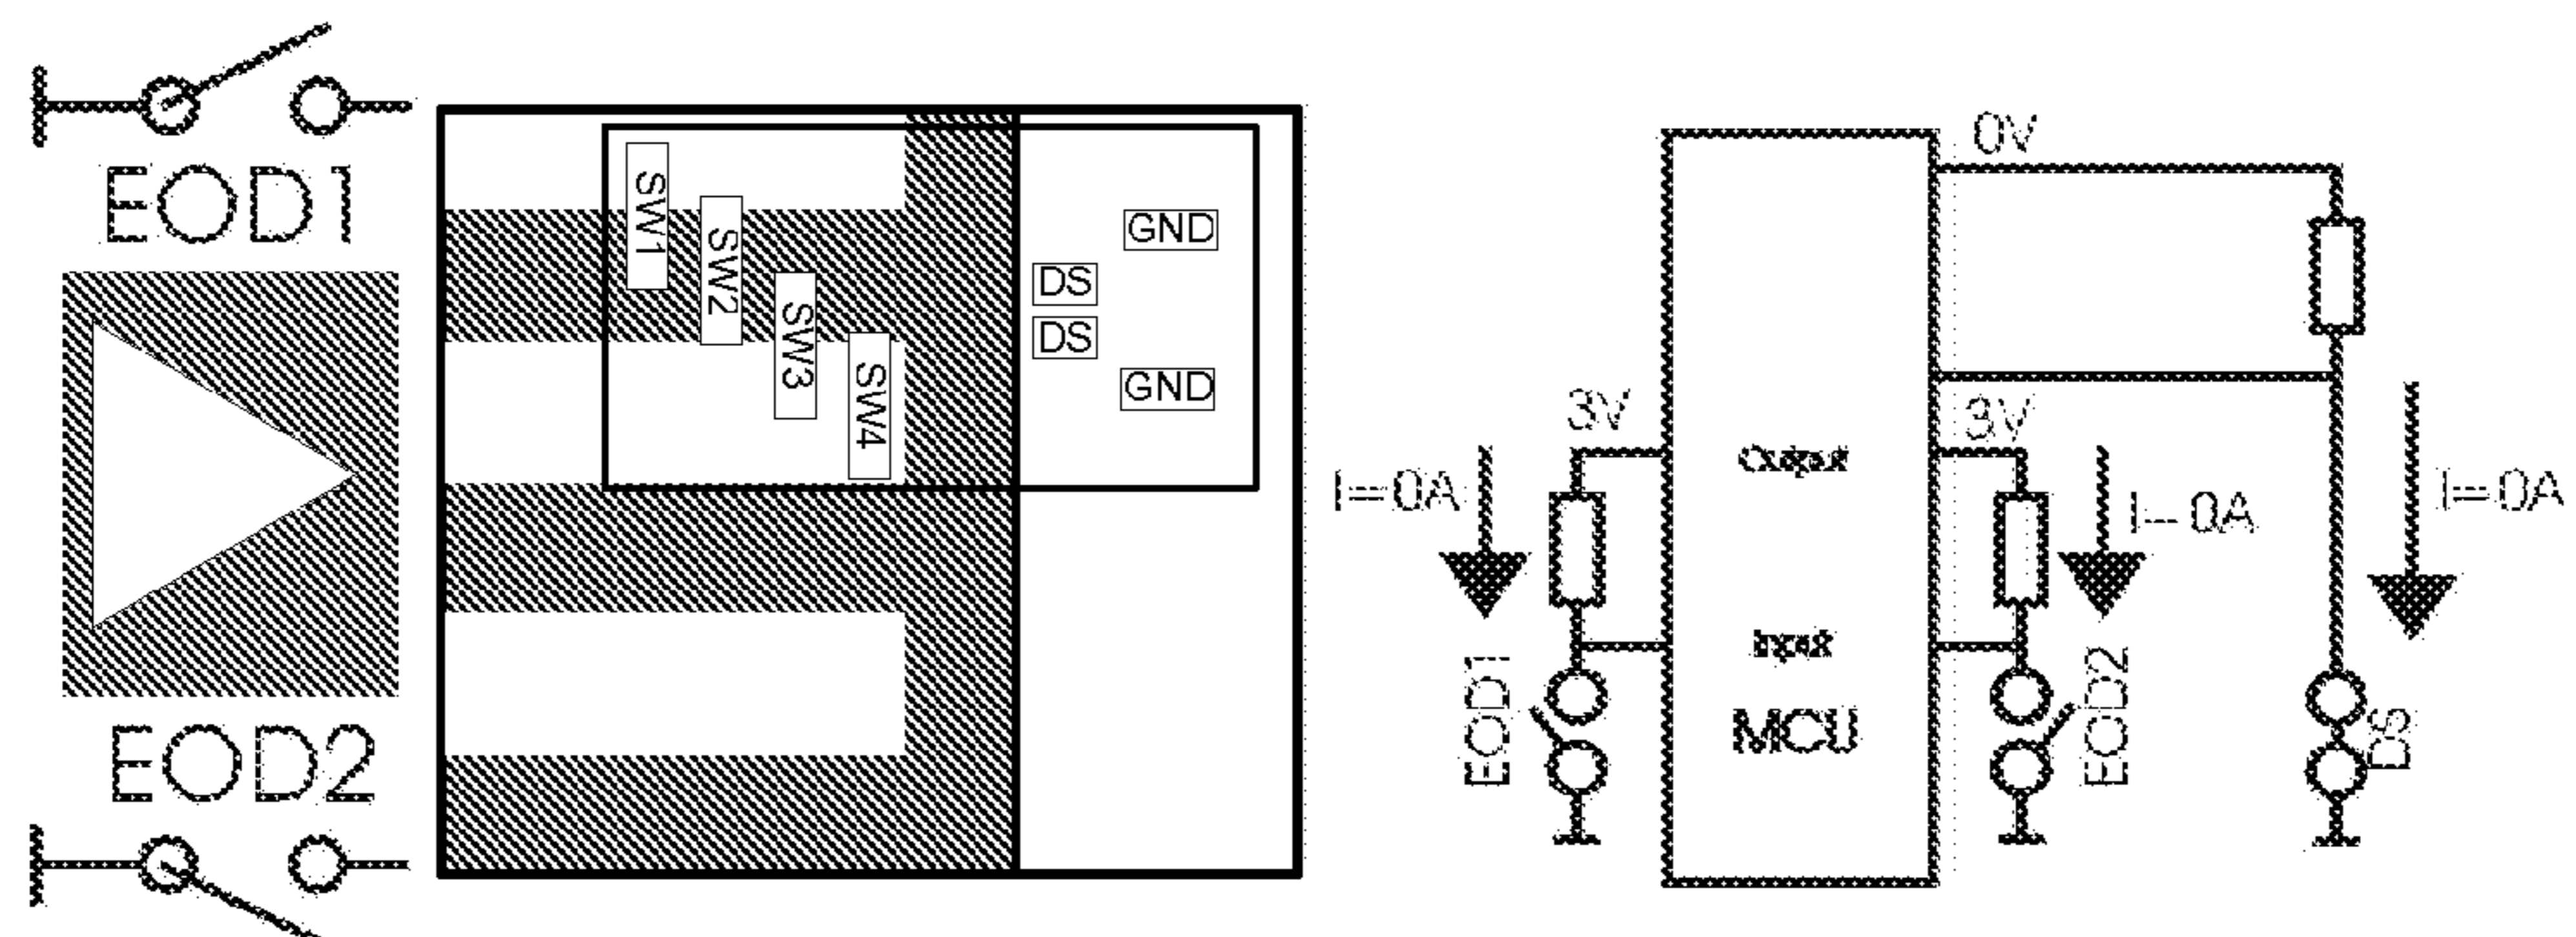 EOD1
EOD2
SW1
SW2
SW3
SW4
DS
DS
GND
GND
0V
3V
3V
I=0A
I=0A
I=0A
Output
Input
MCU
EOD1
EOD2
DS